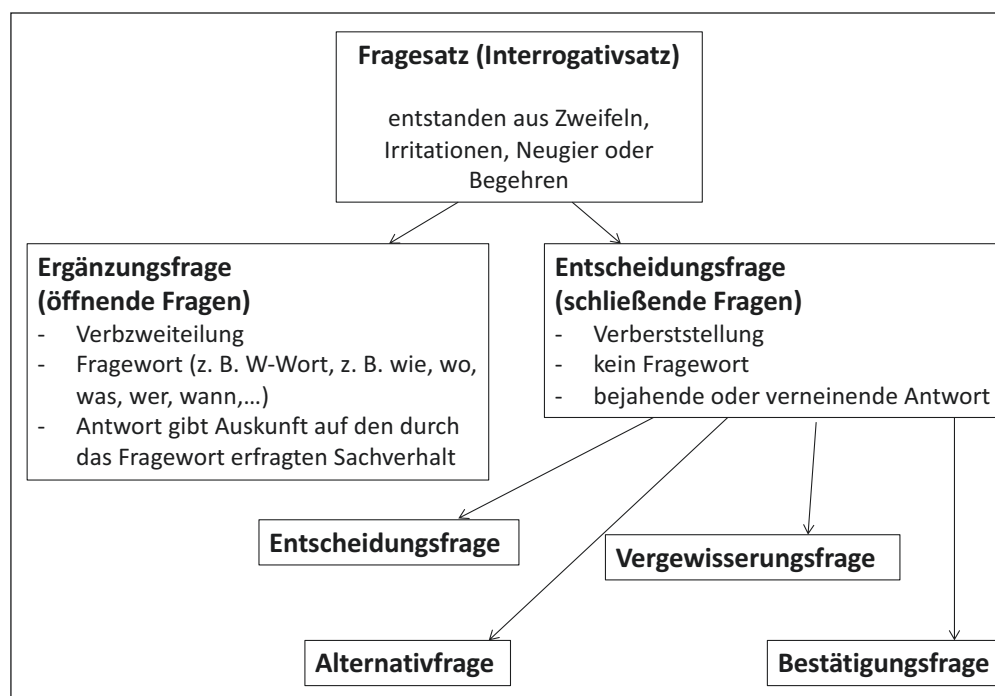 Fragesatz (Interrogativsatz)
entstanden aus Zweifeln,
Irritationen, Neugier oder
Begehren
Ergänzungsfrage
(öffnende Fragen)
- Verbzweiteilung
- Fragewort (z. B. W-Wort, z. B. wie, wo,
was, wer, wann,...)
- Antwort gibt Auskunft auf den durch
das Fragewort erfragten Sachverhalt
Entscheidungsfrage
(schließende Fragen)
- Verberststellung
- kein Fragewort
- bejahende oder verneinende Antwort
Entscheidungsfrage
Vergewisserungsfrage
Alternativfrage
Bestätigungsfrage